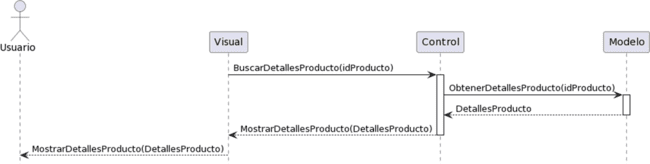 Usuario
Visual
Control
Modelo
BuscarDetallesProducto(idProducto)
ObtenerDetallesProducto(idProducto)
DetallesProducto
MostrarDetallesProducto(DetallesProducto)
MostrarDetallesProducto(DetallesProducto)